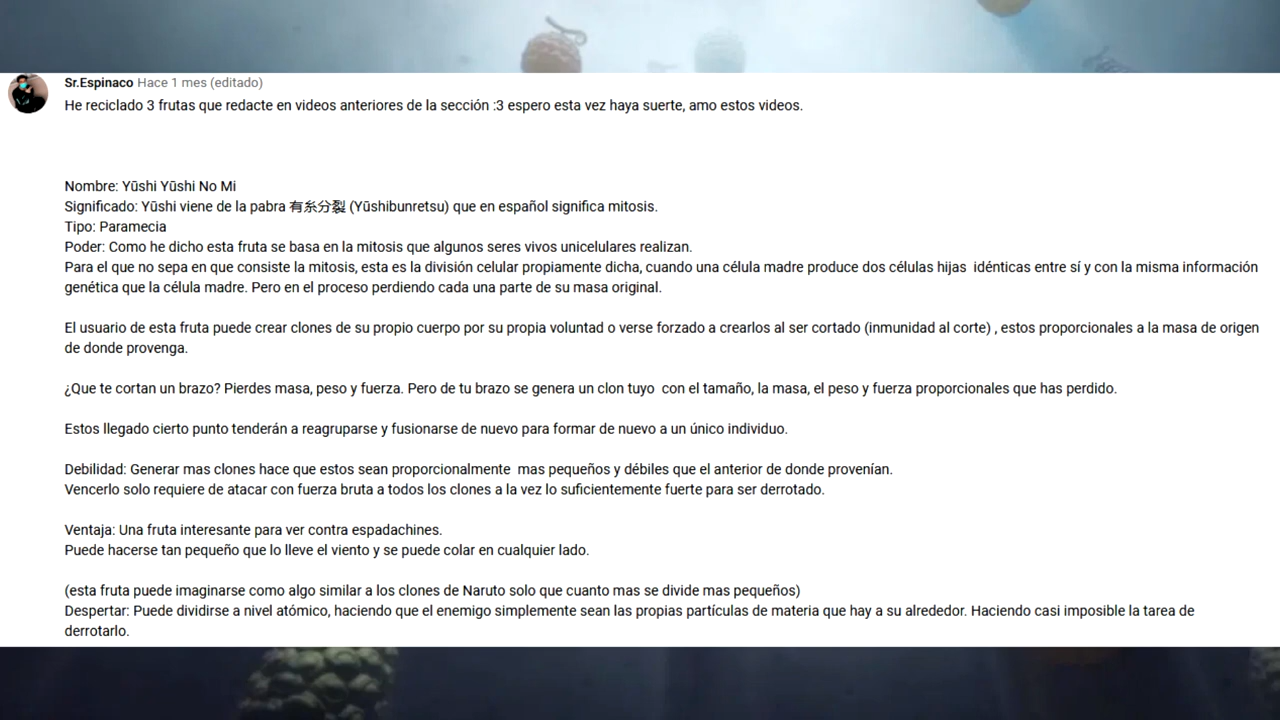 Sr.Espinaco Hace 1 mes (editado)
He reciclado 3 frutas que redacte en videos anteriores de la sección :3 espero esta vez haya suerte, amo estos videos.
Nombre: Yūshi Yūshi No Mi
Significado: Yūshi viene de la pabra 有糸分裂 (Yūshibunretsu) que en español significa mitosis.
Tipo: Paramecia
Poder: Como he dicho esta fruta se basa en la mitosis que algunos seres vivos unicelulares realizan.
Para el que no sepa en que consiste la mitosis, esta es la división celular propiamente dicha, cuando una célula madre produce dos células hijas  idénticas entre sí y con la misma información
genética que la célula madre. Pero en el proceso perdiendo cada una parte de su masa original.
El usuario de esta fruta puede crear clones de su propio cuerpo por su propia voluntad o verse forzado a crearlos al ser cortado (inmunidad al corte) , estos proporcionales a la masa de origen
de donde provenga.
¿Que te cortan un brazo? Pierdes masa, peso y fuerza. Pero de tu brazo se genera un clon tuyo  con el tamaño, la masa, el peso y fuerza proporcionales que has perdido.
Estos llegado cierto punto tenderán a reagruparse y fusionarse de nuevo para formar de nuevo a un único individuo.
Debilidad: Generar mas clones hace que estos sean proporcionalmente  mas pequeños y débiles que el anterior de donde provenían.
Vencerlo solo requiere de atacar con fuerza bruta a todos los clones a la vez lo suficientemente fuerte para ser derrotado.
Ventaja: Una fruta interesante para ver contra espadachines.
Puede hacerse tan pequeño que lo lleve el viento y se puede colar en cualquier lado.
(esta fruta puede imaginarse como algo similar a los clones de Naruto solo que cuanto mas se divide mas pequeños)
Despertar: Puede dividirse a nivel atómico, haciendo que el enemigo simplemente sean las propias partículas de materia que hay a su alrededor. Haciendo casi imposible la tarea de
derrotarlo.